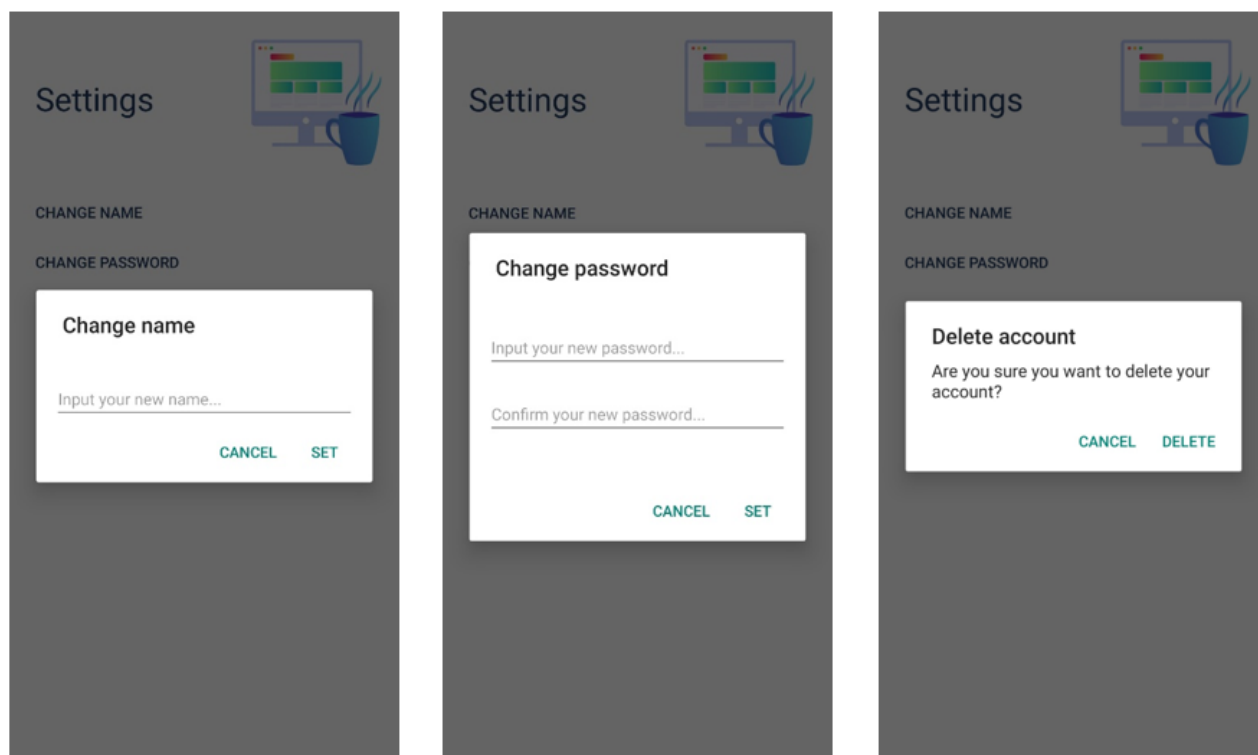 Settings
CHANGE NAME
CHANGE PASSWORD
Change name
Input your new name...
CANCEL SET
Settings
CHANGE NAME
Change password
Input your new password...
Confirm your new password...
CANCEL SET
Settings
CHANGE NAME
CHANGE PASSWORD
Delete account
Are you sure you want to delete your
account?
CANCEL DELETE